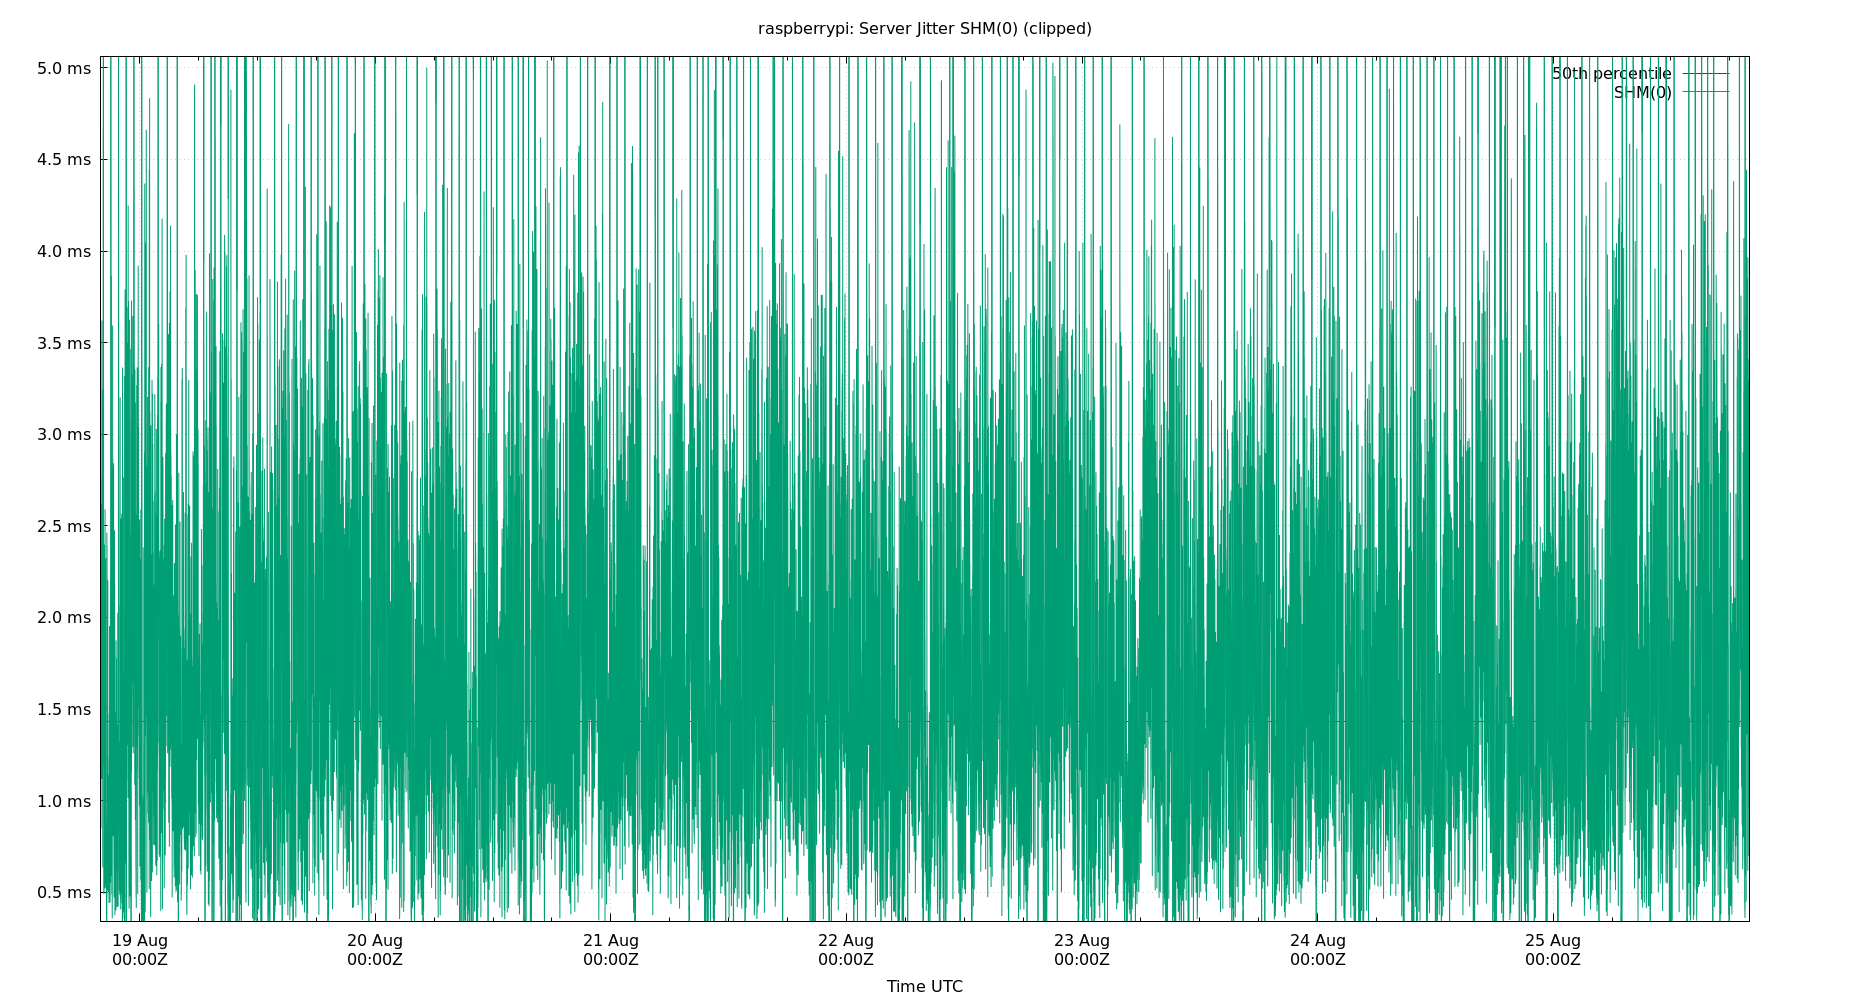 raspberrypi: Server Jitter SHM(0) (clipped)
5.0 ms
50th percentile
SHM(0)
4.5 ms
4.0 ms
3.5 ms
3.0 ms
2.5 ms
2.0 ms
1.5 ms
1.0 ms
0.5 ms
19 Aug 20 Aug 21 Aug 22 Aug 23 Aug 24 Aug 25 Aug
00:00Z 00:00Z 00:00Z 00:00Z 00:00Z 00:00Z 00:00Z
Time UTC